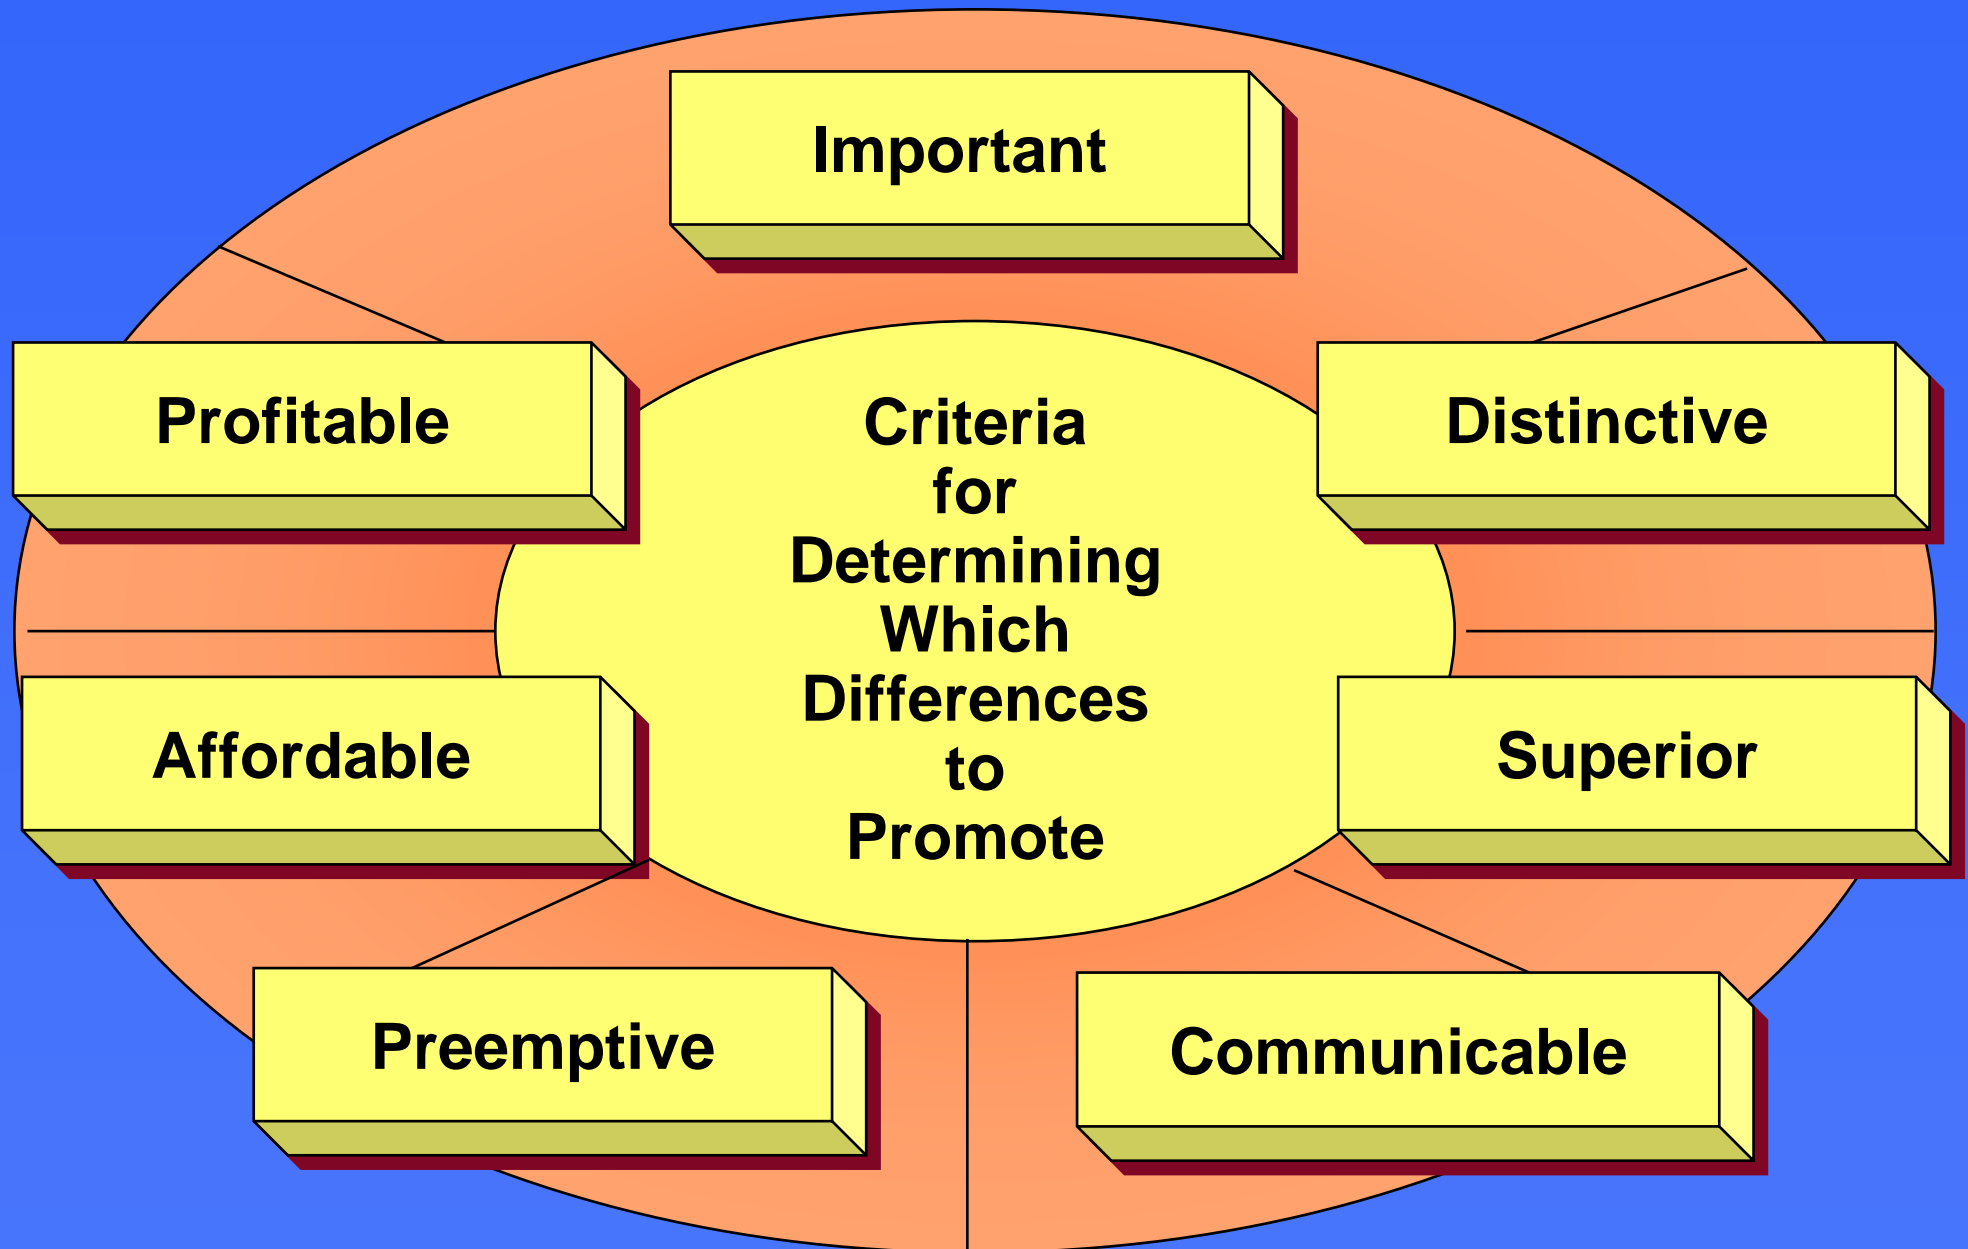 Important
Profitable
Criteria
for
Determining
Which
Differences
to
Promote
Distinctive
Affordable
Superior
Preemptive
Communicable